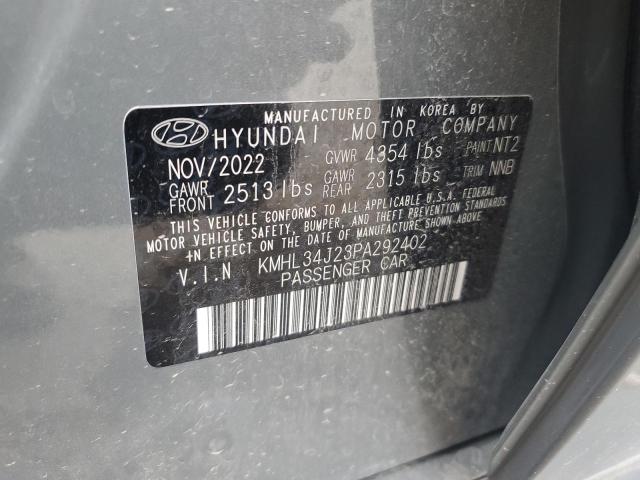 MANUFACTURED IN KOREA BY
HYUNDAI MOTOR COMPANY
NOV/2022 GVWR 4354 lbs PAINT NT2
GAWR FRONT 2513 lbs GAWR REAR 2315 lbs TRIM NNB
THIS VEHICLE CONFORMS TO ALL APPLICABLE U.S.A. FEDERAL
MOTOR VEHICLE SAFETY, BUMPER, AND THEFT PREVENTION STANDARDS
IN EFFECT ON THE DATE OF MANUFACTURE SHOWN ABOVE.
V.I.N KMHL34J23PA292402
PASSENGER CAR